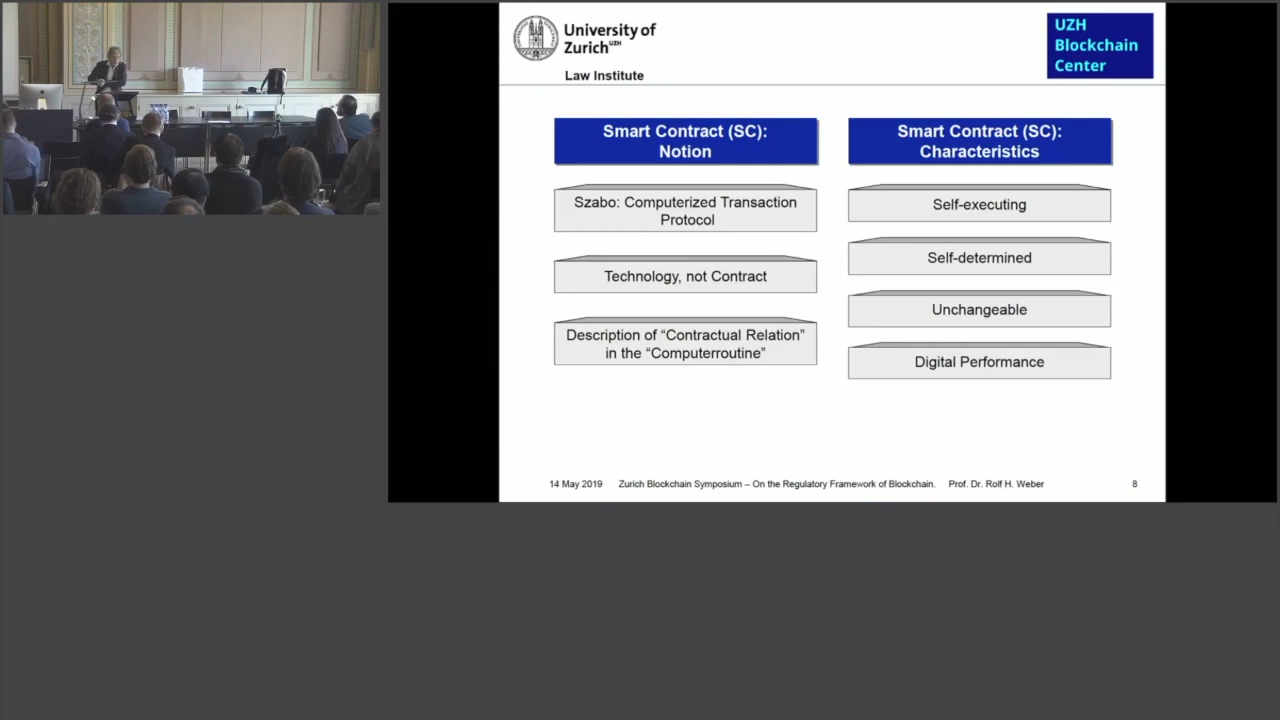 University of
Zurich UZH
Law Institute
UZH
Blockchain
Center
Smart Contract (SC):
Notion
Szabo: Computerized Transaction
Protocol
Technology, not Contract
Description of “Contractual Relation”
in the “Computerroutine”
Smart Contract (SC):
Characteristics
Self-executing
Self-determined
Unchangeable
Digital Performance
14 May 2019 Zurich Blockchain Symposium – On the Regulatory Framework of Blockchain. Prof. Dr. Rolf H. Weber 8